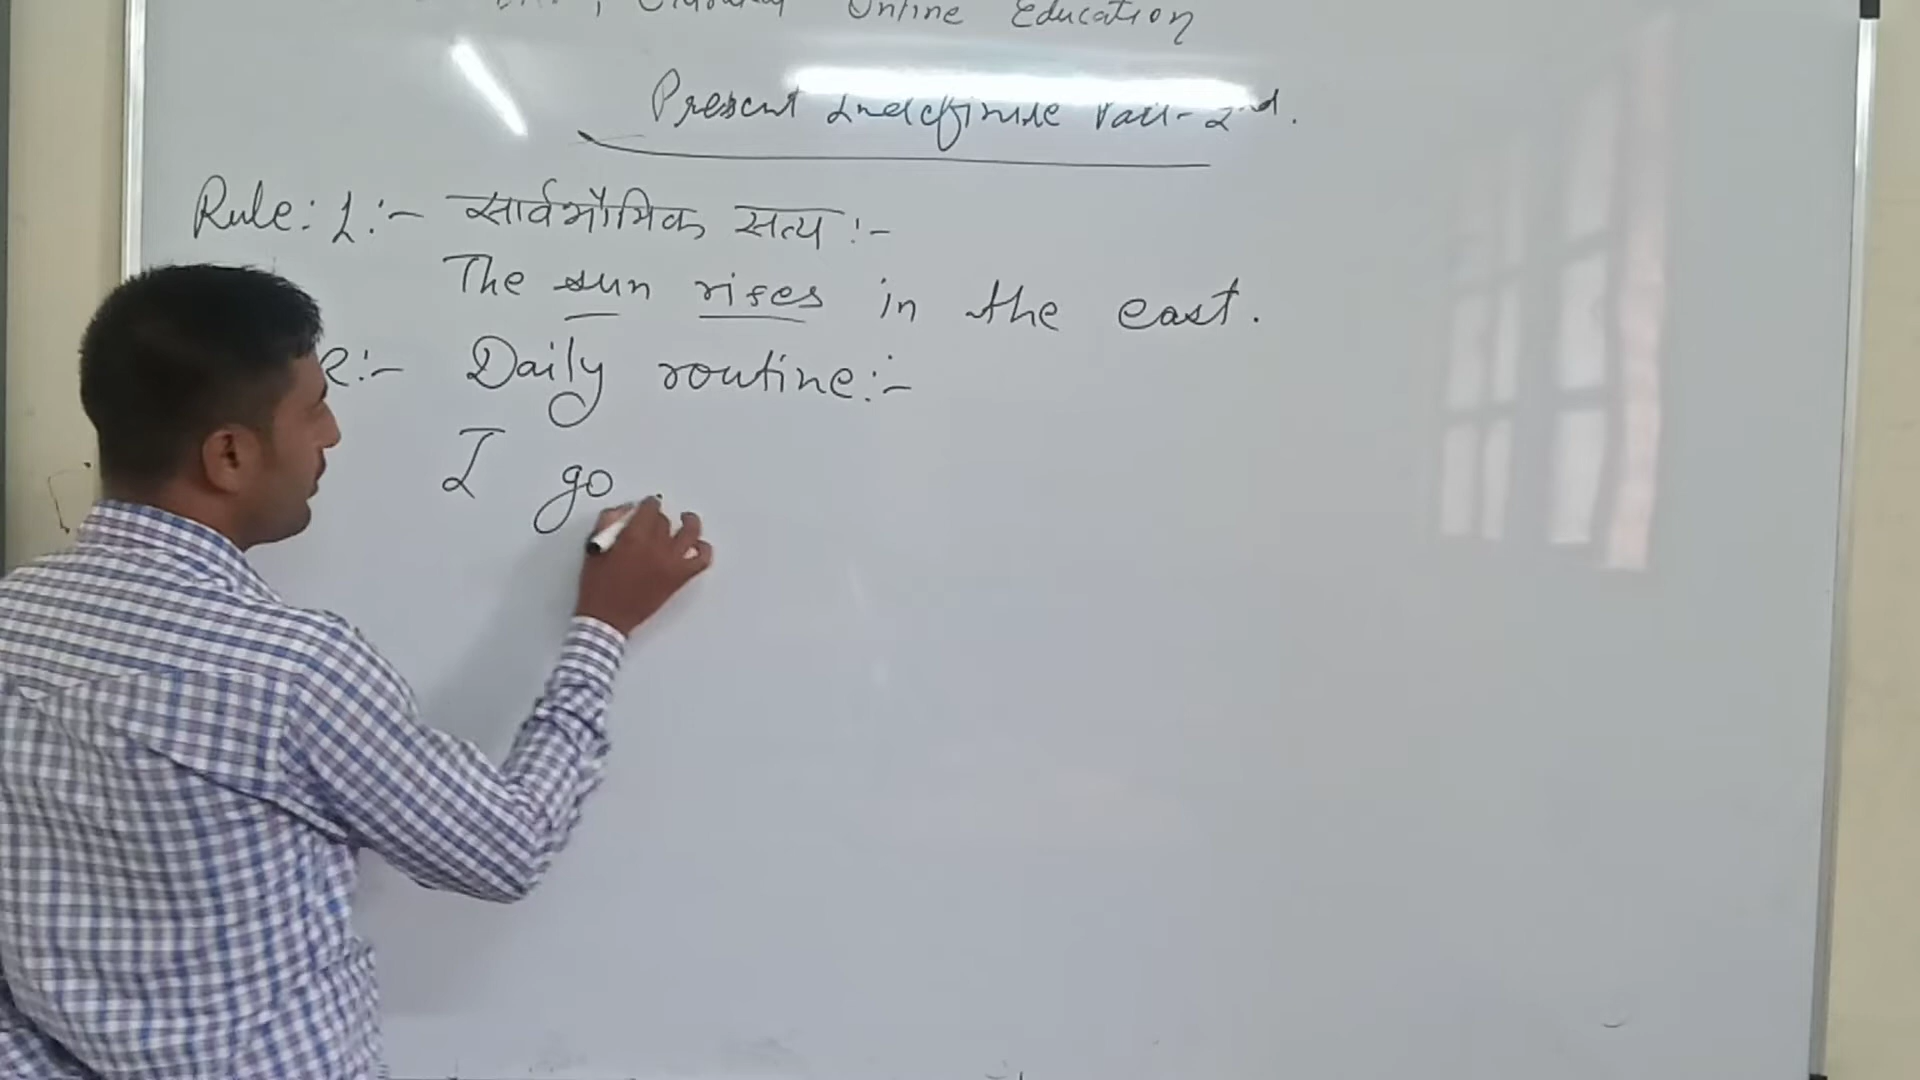 Online Education
Present Indefinite Part-2nd.
Rule: 1:- सार्वभौमिक सत्य :-
The sun rises in the east.
2:- Daily routine:-
I go